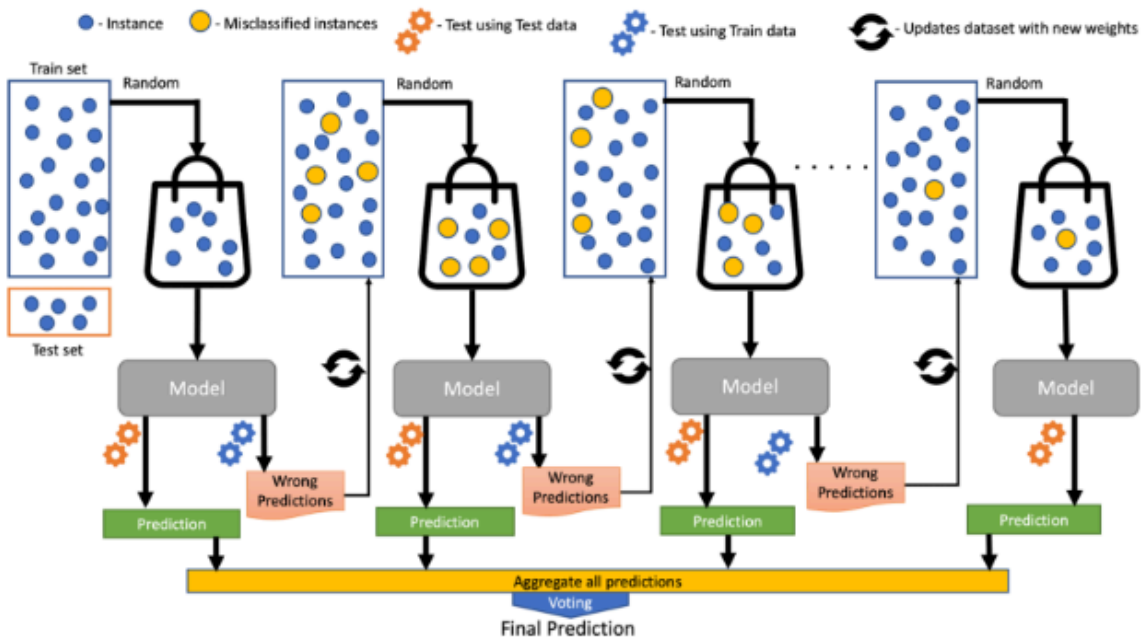 - Instance
- Misclassified instances
- Test using Test data
- Test using Train data
- Updates dataset with new weights
Train set
Random
Random
Random
Random
Test set
Model
Model
Model
Model
Wrong
Predictions
Wrong
Predictions
Wrong
Predictions
Prediction
Prediction
Prediction
Prediction
Aggregate all predictions
Voting
Final Prediction